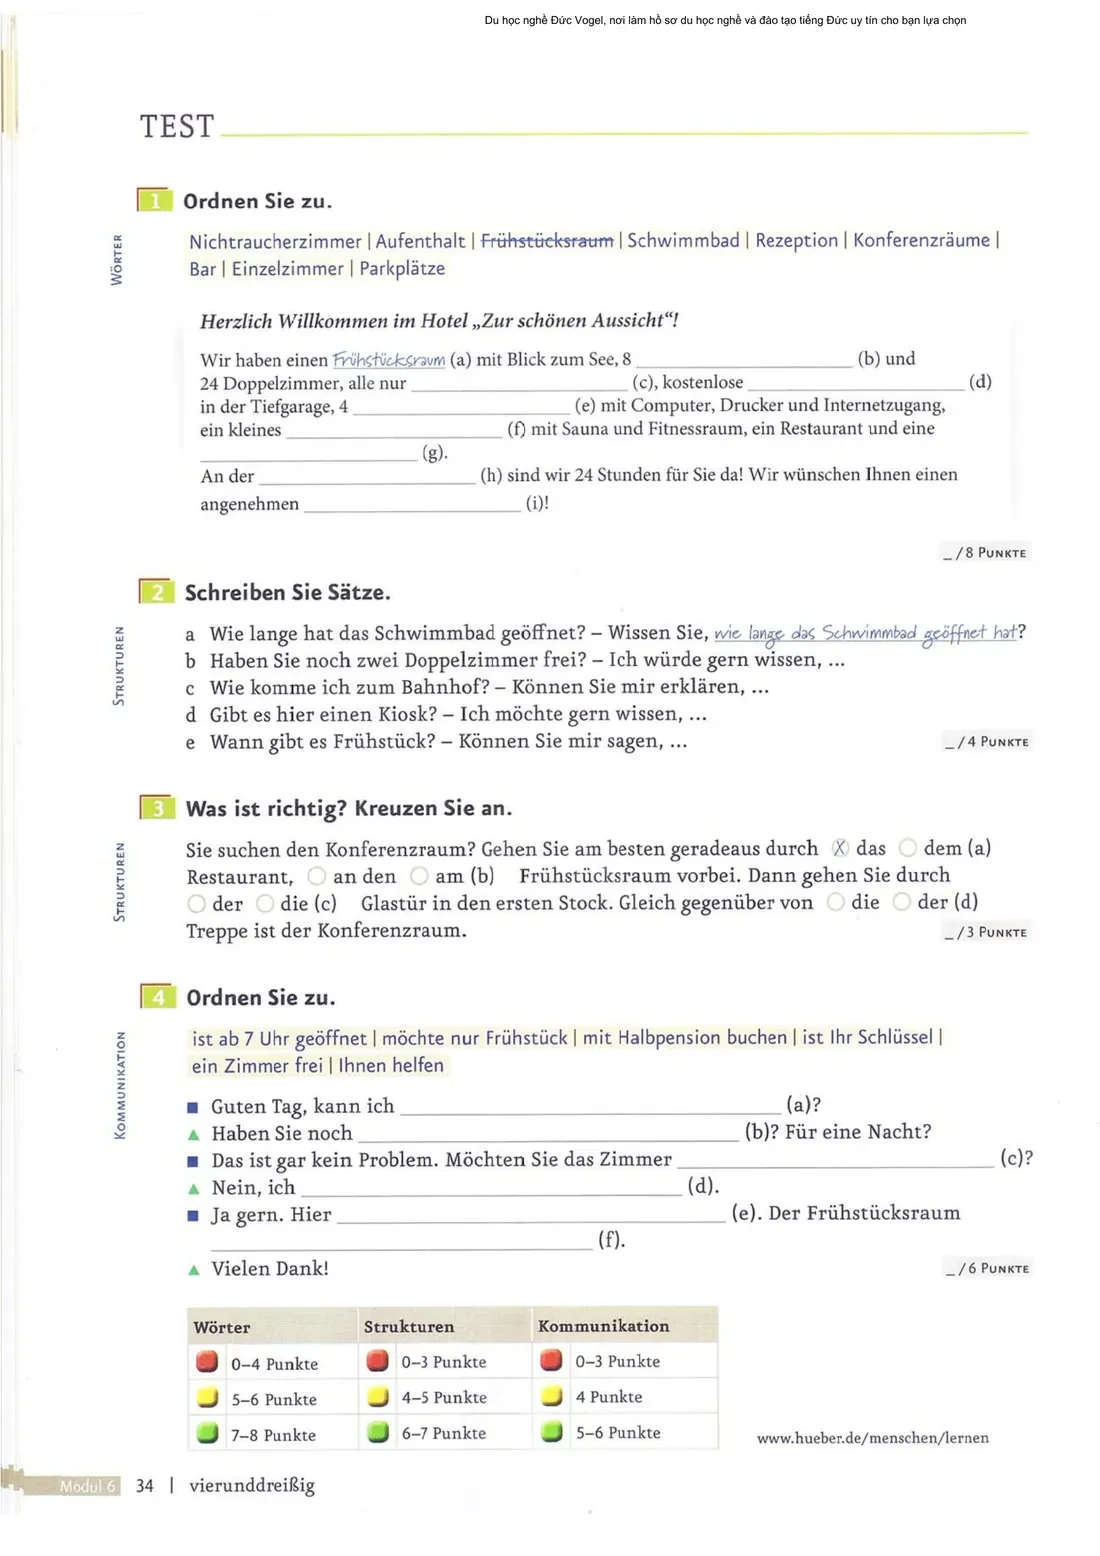 Du học nghề Đức Vogel, nơi làm hồ sơ du học nghề và đào tạo tiếng Đức uy tín cho bạn lựa chọn
TEST
1 Ordnen Sie zu.
WÖRTER
Nichtraucherzimmer | Aufenthalt | Frühstücksraum | Schwimmbad | Rezeption | Konferenzräume |
Bar | Einzelzimmer | Parkplätze
Herzlich Willkommen im Hotel „Zur schönen Aussicht“!
Wir haben einen Frühstücksraum (a) mit Blick zum See, 8 ____ (b) und
24 Doppelzimmer, alle nur ____ (c), kostenlose ____ (d)
in der Tiefgarage, 4 ____ (e) mit Computer, Drucker und Internetzugang,
ein kleines ____ (f) mit Sauna und Fitnessraum, ein Restaurant und eine
____ (g).
An der ____ (h) sind wir 24 Stunden für Sie da! Wir wünschen Ihnen einen
angenehmen ____ (i)!
_ /8 PUNKTE
2 Schreiben Sie Sätze.
STRUKTUREN
a Wie lange hat das Schwimmbad geöffnet? – Wissen Sie, wie lange das Schwimmbad geöffnet hat?
b Haben Sie noch zwei Doppelzimmer frei? – Ich würde gern wissen, ...
c Wie komme ich zum Bahnhof? – Können Sie mir erklären, ...
d Gibt es hier einen Kiosk? – Ich möchte gern wissen, ...
e Wann gibt es Frühstück? – Können Sie mir sagen, ...
_ /4 PUNKTE
3 Was ist richtig? Kreuzen Sie an.
STRUKTUREN
Sie suchen den Konferenzraum? Gehen Sie am besten geradeaus durch X das ○ dem (a)
Restaurant, ○ an den ○ am (b) Frühstücksraum vorbei. Dann gehen Sie durch
○ der ○ die (c) Glastür in den ersten Stock. Gleich gegenüber von ○ die ○ der (d)
Treppe ist der Konferenzraum.
_ /3 PUNKTE
4 Ordnen Sie zu.
KOMMUNIKATION
ist ab 7 Uhr geöffnet | möchte nur Frühstück | mit Halbpension buchen | ist Ihr Schlüssel |
ein Zimmer frei | Ihnen helfen
■ Guten Tag, kann ich ____ (a)?
▲ Haben Sie noch ____ (b)? Für eine Nacht?
■ Das ist gar kein Problem. Möchten Sie das Zimmer ____ (c)?
▲ Nein, ich ____ (d).
■ Ja gern. Hier ____ (e). Der Frühstücksraum
____ (f).
▲ Vielen Dank!
_ /6 PUNKTE
Wörter Strukturen Kommunikation
0–4 Punkte 0–3 Punkte 0–3 Punkte
5–6 Punkte 4–5 Punkte 4 Punkte
7–8 Punkte 6–7 Punkte 5–6 Punkte
www.hueber.de/menschen/lernen
Modul 6 34 | vierunddreißig